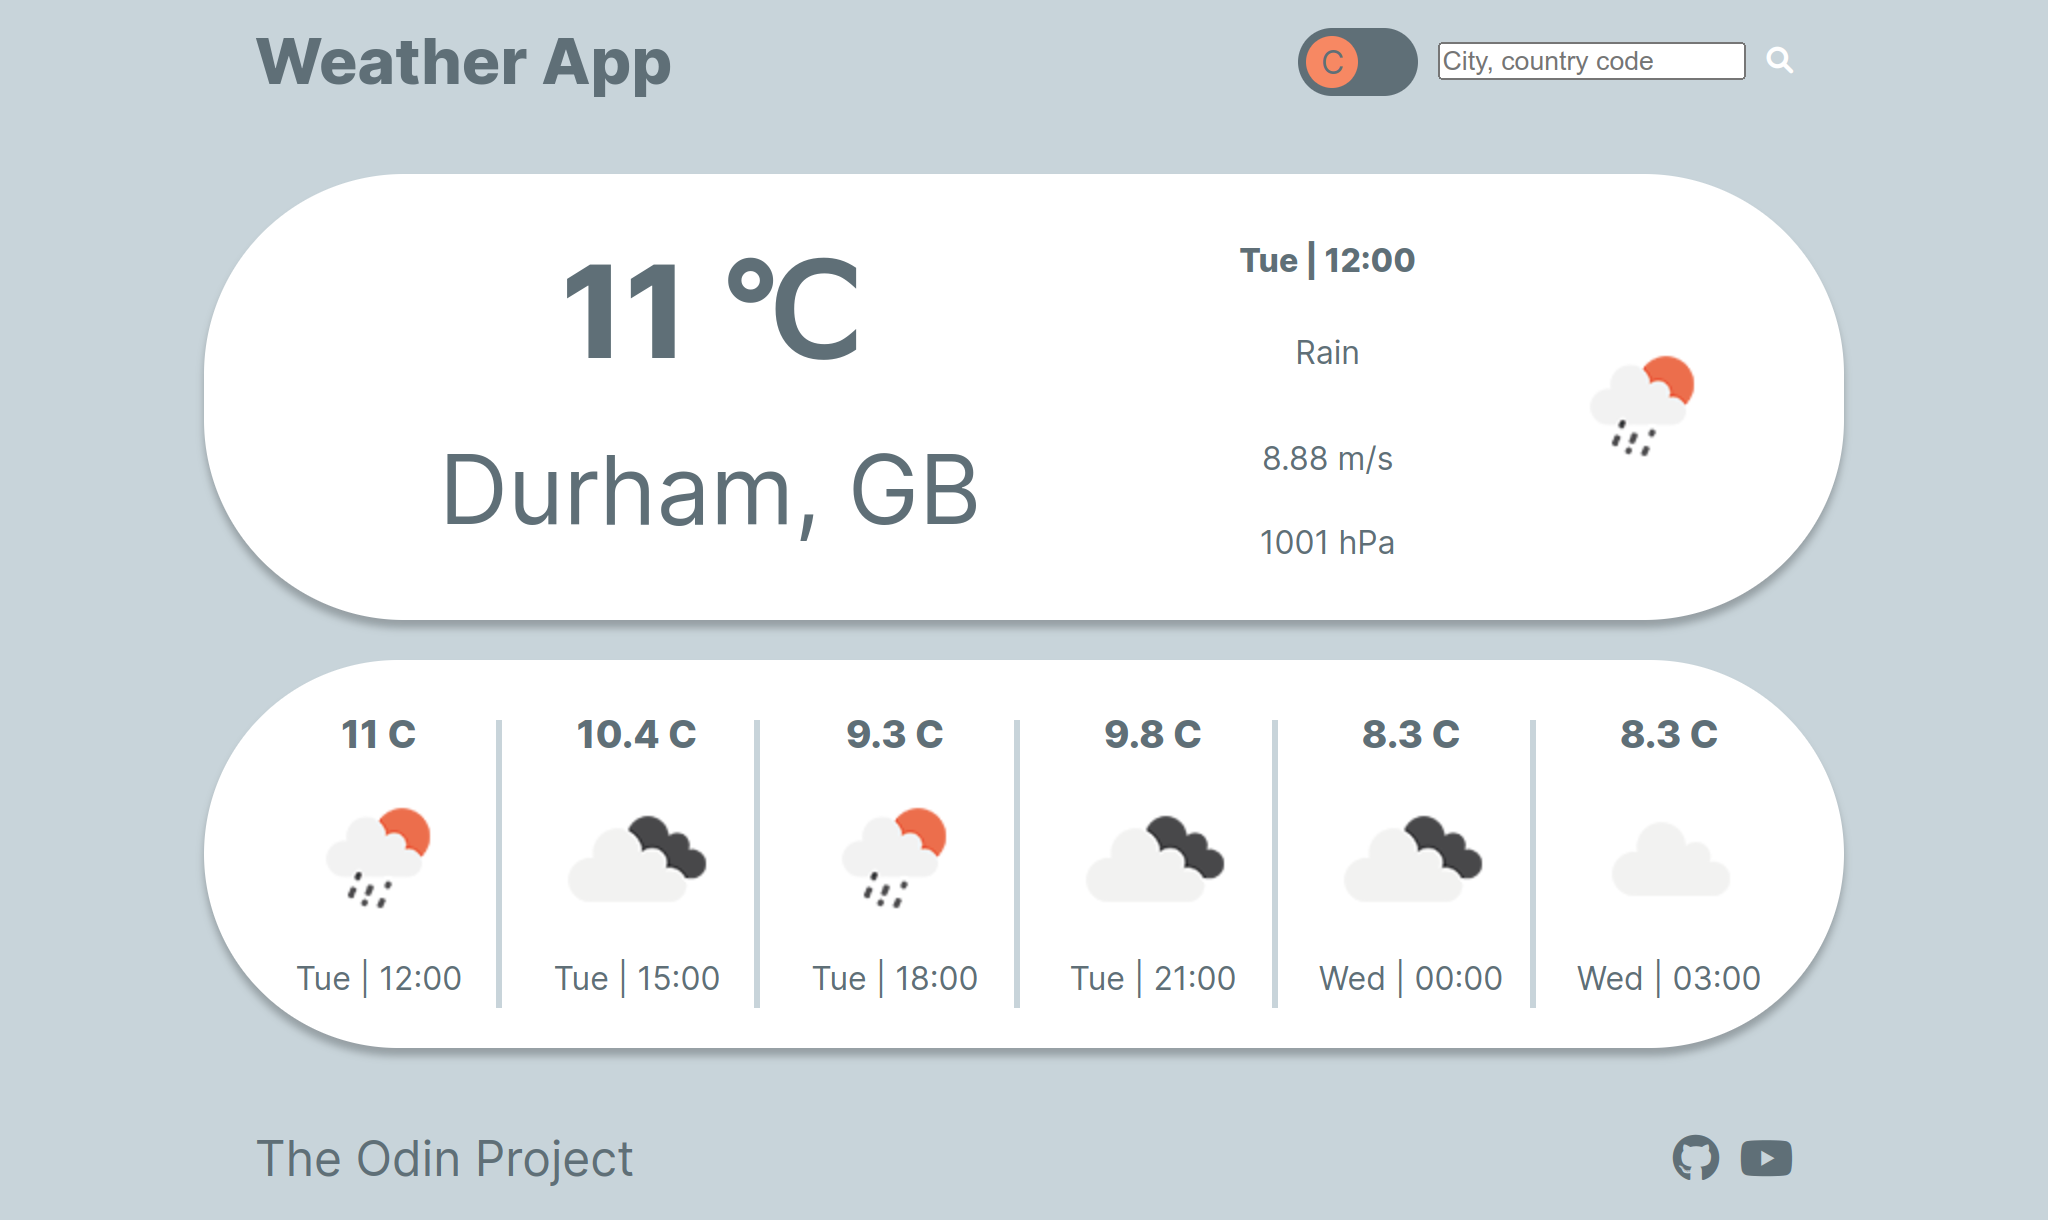 Weather App
C
City, country code
11 °C
Durham, GB
Tue | 12:00
Rain
8.88 m/s
1001 hPa
11 C
10.4 C
9.3 C
9.8 C
8.3 C
8.3 C
Tue | 12:00
Tue | 15:00
Tue | 18:00
Tue | 21:00
Wed | 00:00
Wed | 03:00
The Odin Project